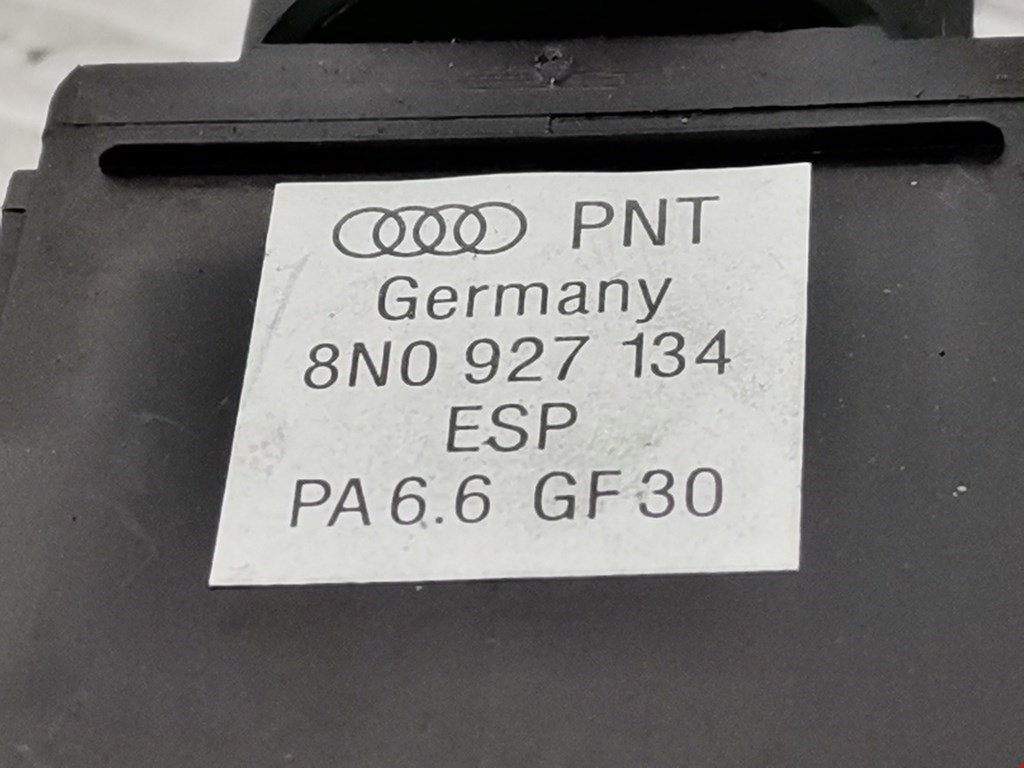 PNT
Germany
8N0 927 134
ESP
PA 6.6 GF 30